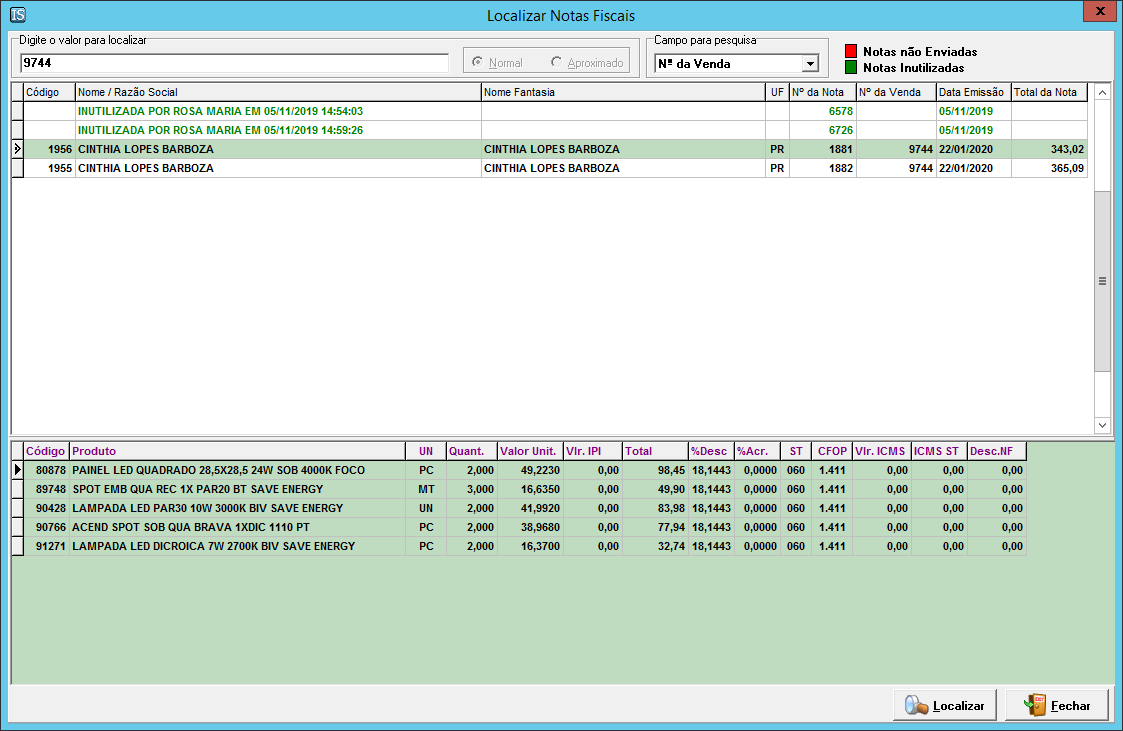 IS
Localizar Notas Fiscais
x
Digite o valor para localizar
9744
Normal Aproximado
Campo para pesquisa
Nº da Venda
Notas não Enviadas
Notas Inutilizadas
Código Nome / Razão Social Nome Fantasia UF Nº da Nota Nº da Venda Data Emissão Total da Nota
INUTILIZADA POR ROSA MARIA EM 05/11/2019 14:54:03 6578 05/11/2019
INUTILIZADA POR ROSA MARIA EM 05/11/2019 14:59:26 6726 05/11/2019
1956 CINTHIA LOPES BARBOZA CINTHIA LOPES BARBOZA PR 1881 9744 22/01/2020 343,02
1955 CINTHIA LOPES BARBOZA CINTHIA LOPES BARBOZA PR 1882 9744 22/01/2020 365,09
Código Produto UN Quant. Valor Unit. Vlr. IPI Total %Desc %Acr. ST CFOP Vlr. ICMS ICMS ST Desc.NF
80878 PAINEL LED QUADRADO 28,5X28,5 24W SOB 4000K FOCO PC 2,000 49,2230 0,00 98,45 18,1443 0,0000 060 1.411 0,00 0,00 0,00
89748 SPOT EMB QUA REC 1X PAR20 BT SAVE ENERGY MT 3,000 16,6350 0,00 49,90 18,1443 0,0000 060 1.411 0,00 0,00 0,00
90428 LAMPADA LED PAR30 10W 3000K BIV SAVE ENERGY UN 2,000 41,9920 0,00 83,98 18,1443 0,0000 060 1.411 0,00 0,00 0,00
90766 ACEND SPOT SOB QUA BRAVA 1XDIC 1110 PT PC 2,000 38,9680 0,00 77,94 18,1443 0,0000 060 1.411 0,00 0,00 0,00
91271 LAMPADA LED DICROICA 7W 2700K BIV SAVE ENERGY PC 2,000 16,3700 0,00 32,74 18,1443 0,0000 060 1.411 0,00 0,00 0,00
Localizar Fechar